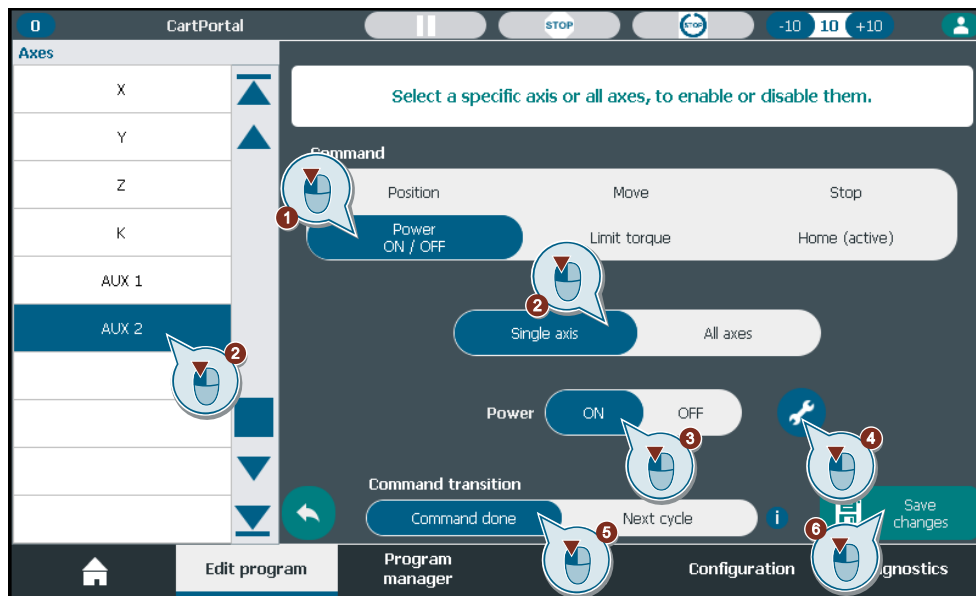 0
CartPortal
STOP
STOP
-10 10 +10
Axes
X
Y
Z
K
AUX 1
AUX 2
Select a specific axis or all axes, to enable or disable them.
Command
Position
Move
Stop
1
Power
ON / OFF
Limit torque
Home (active)
2
Single axis
All axes
2
Power
ON
OFF
3
4
Command transition
Command done
Next cycle
i
5
6
Save
changes
Edit program
Program
manager
Configuration
gnostics